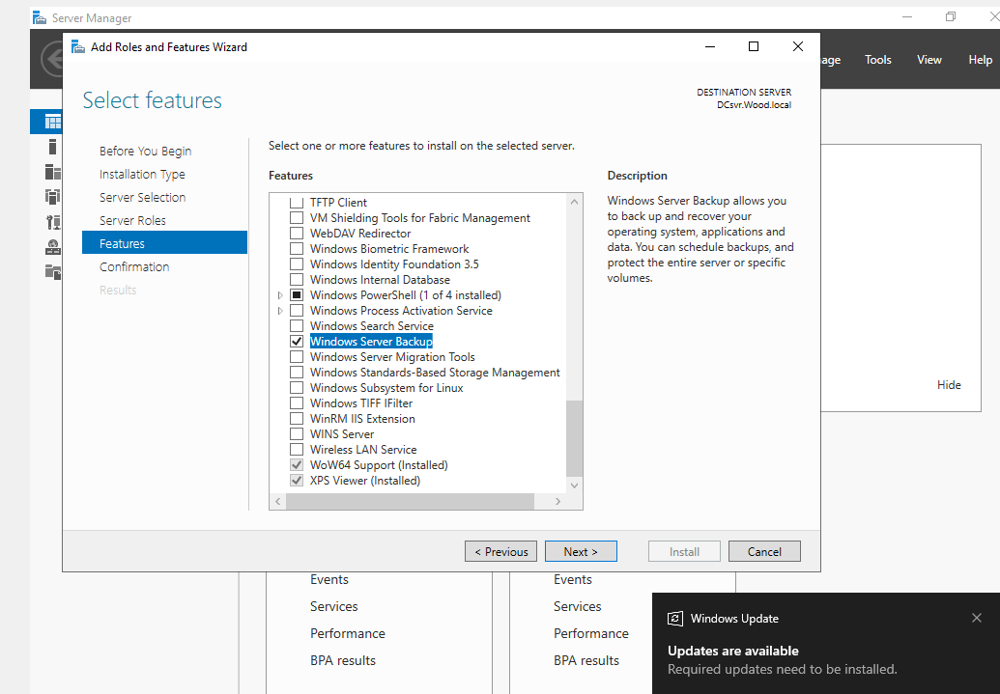 Server Manager
Add Roles and Features Wizard
age Tools View Help
Select features
DESTINATION SERVER
DCsvr.Wood.local
Before You Begin
Installation Type
Server Selection
Server Roles
Features
Confirmation
Results
Select one or more features to install on the selected server.
Features
TFTP Client
VM Shielding Tools for Fabric Management
WebDAV Redirector
Windows Biometric Framework
Windows Identity Foundation 3.5
Windows Internal Database
Windows PowerShell (1 of 4 installed)
Windows Process Activation Service
Windows Search Service
Windows Server Backup
Windows Server Migration Tools
Windows Standards-Based Storage Management
Windows Subsystem for Linux
Windows TIFF IFilter
WinRM IIS Extension
WINS Server
Wireless LAN Service
WoW64 Support (Installed)
XPS Viewer (Installed)
Description
Windows Server Backup allows you
to back up and recover your
operating system, applications and
data. You can schedule backups, and
protect the entire server or specific
volumes.
Hide
< Previous Next > Install Cancel
Events
Services
Performance
BPA results
Events
Services
Performance
BPA results
Windows Update
Updates are available
Required updates need to be installed.